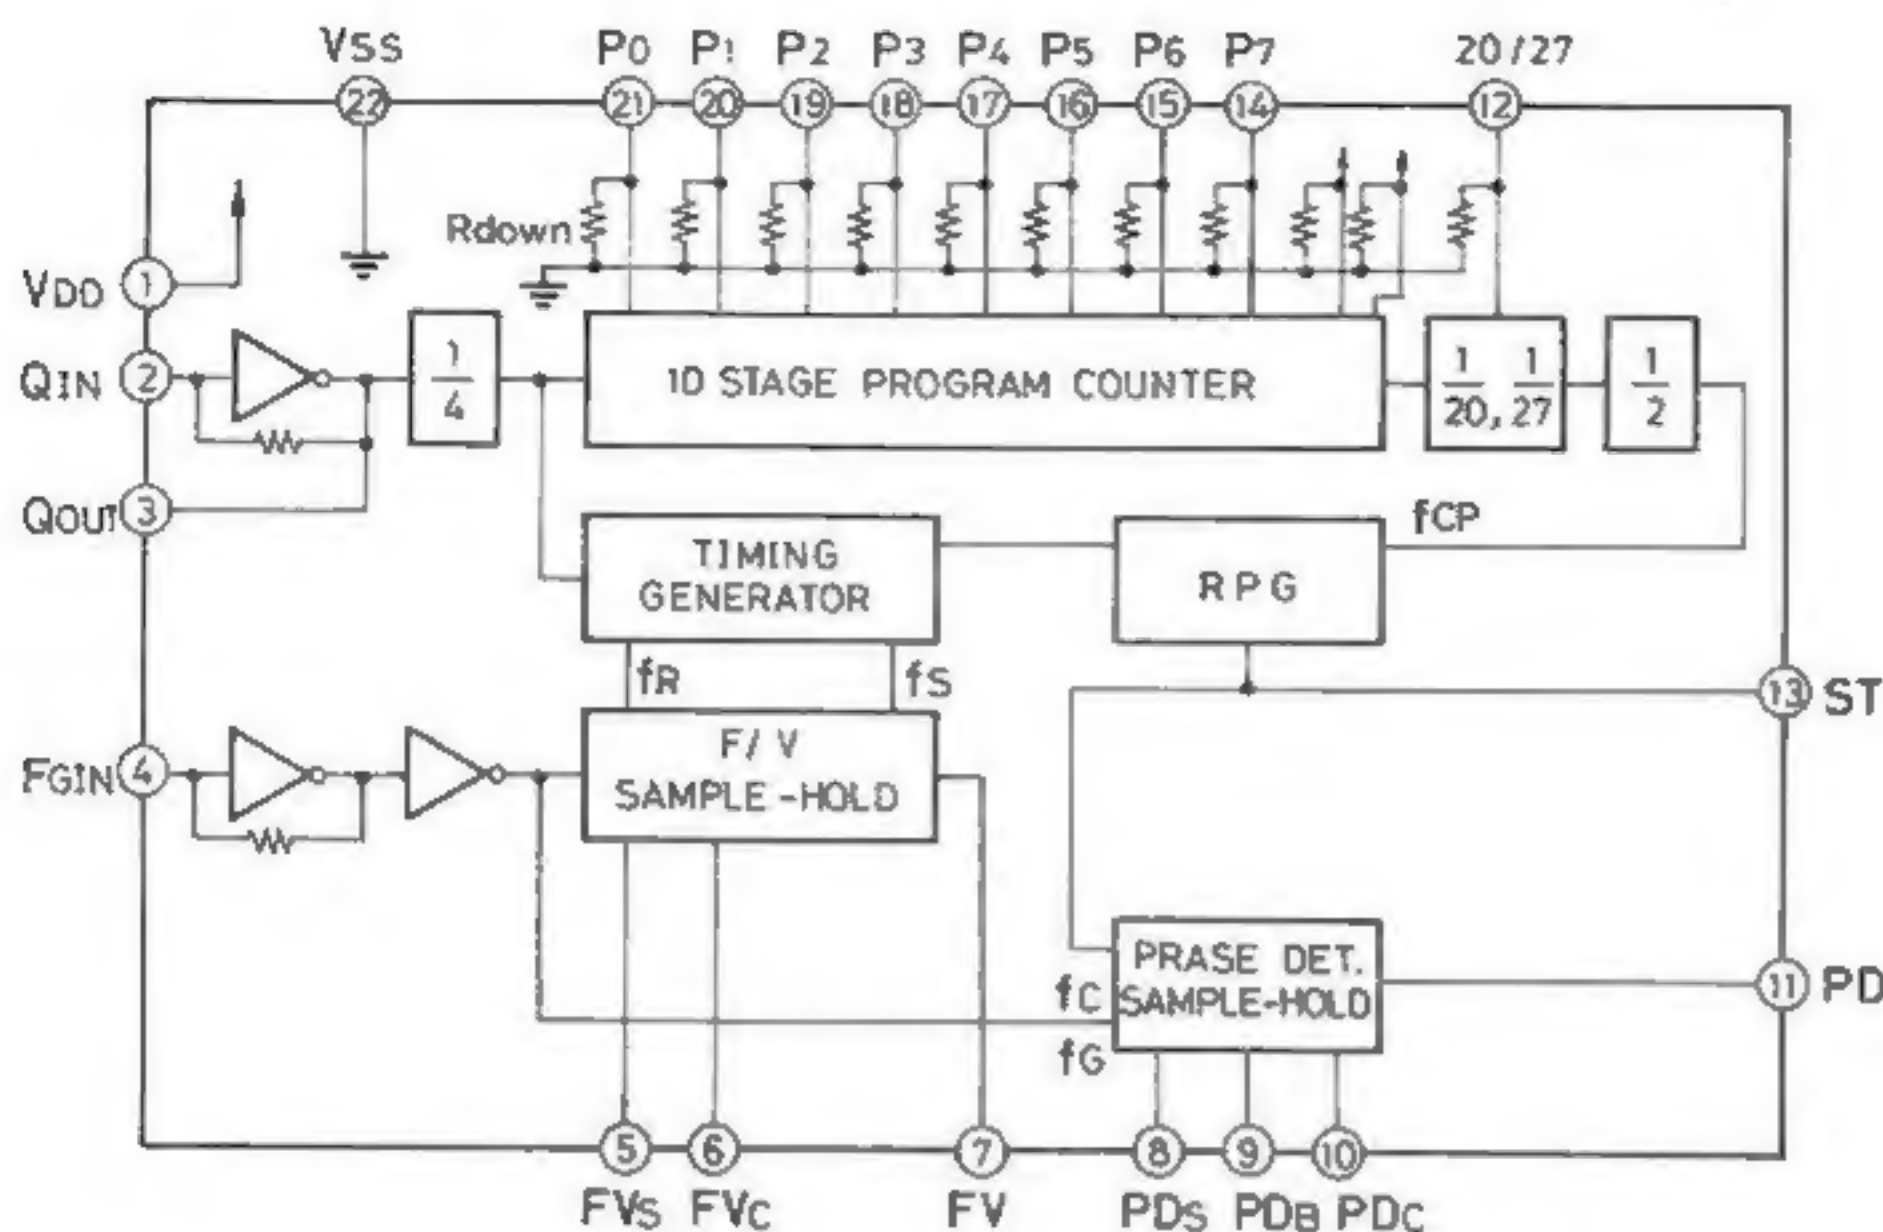 VSS P0 P1 P2 P3 P4 P5 P6 P7 20/27
22 21 20 19 18 17 16 15 14 12
Rdown
VDD 1
QIN 2
1
4
10 STAGE PROGRAM COUNTER
1 1
20, 27
1
2
QOUT 3
fCP
TIMING
GENERATOR
RPG
fR fS
13 ST
FGIN 4
F/V
SAMPLE-HOLD
PRASE DET.
SAMPLE-HOLD
fC
fG
11 PD
5 6 7 8 9 10
FVS FVC FV PDS PDB PDC